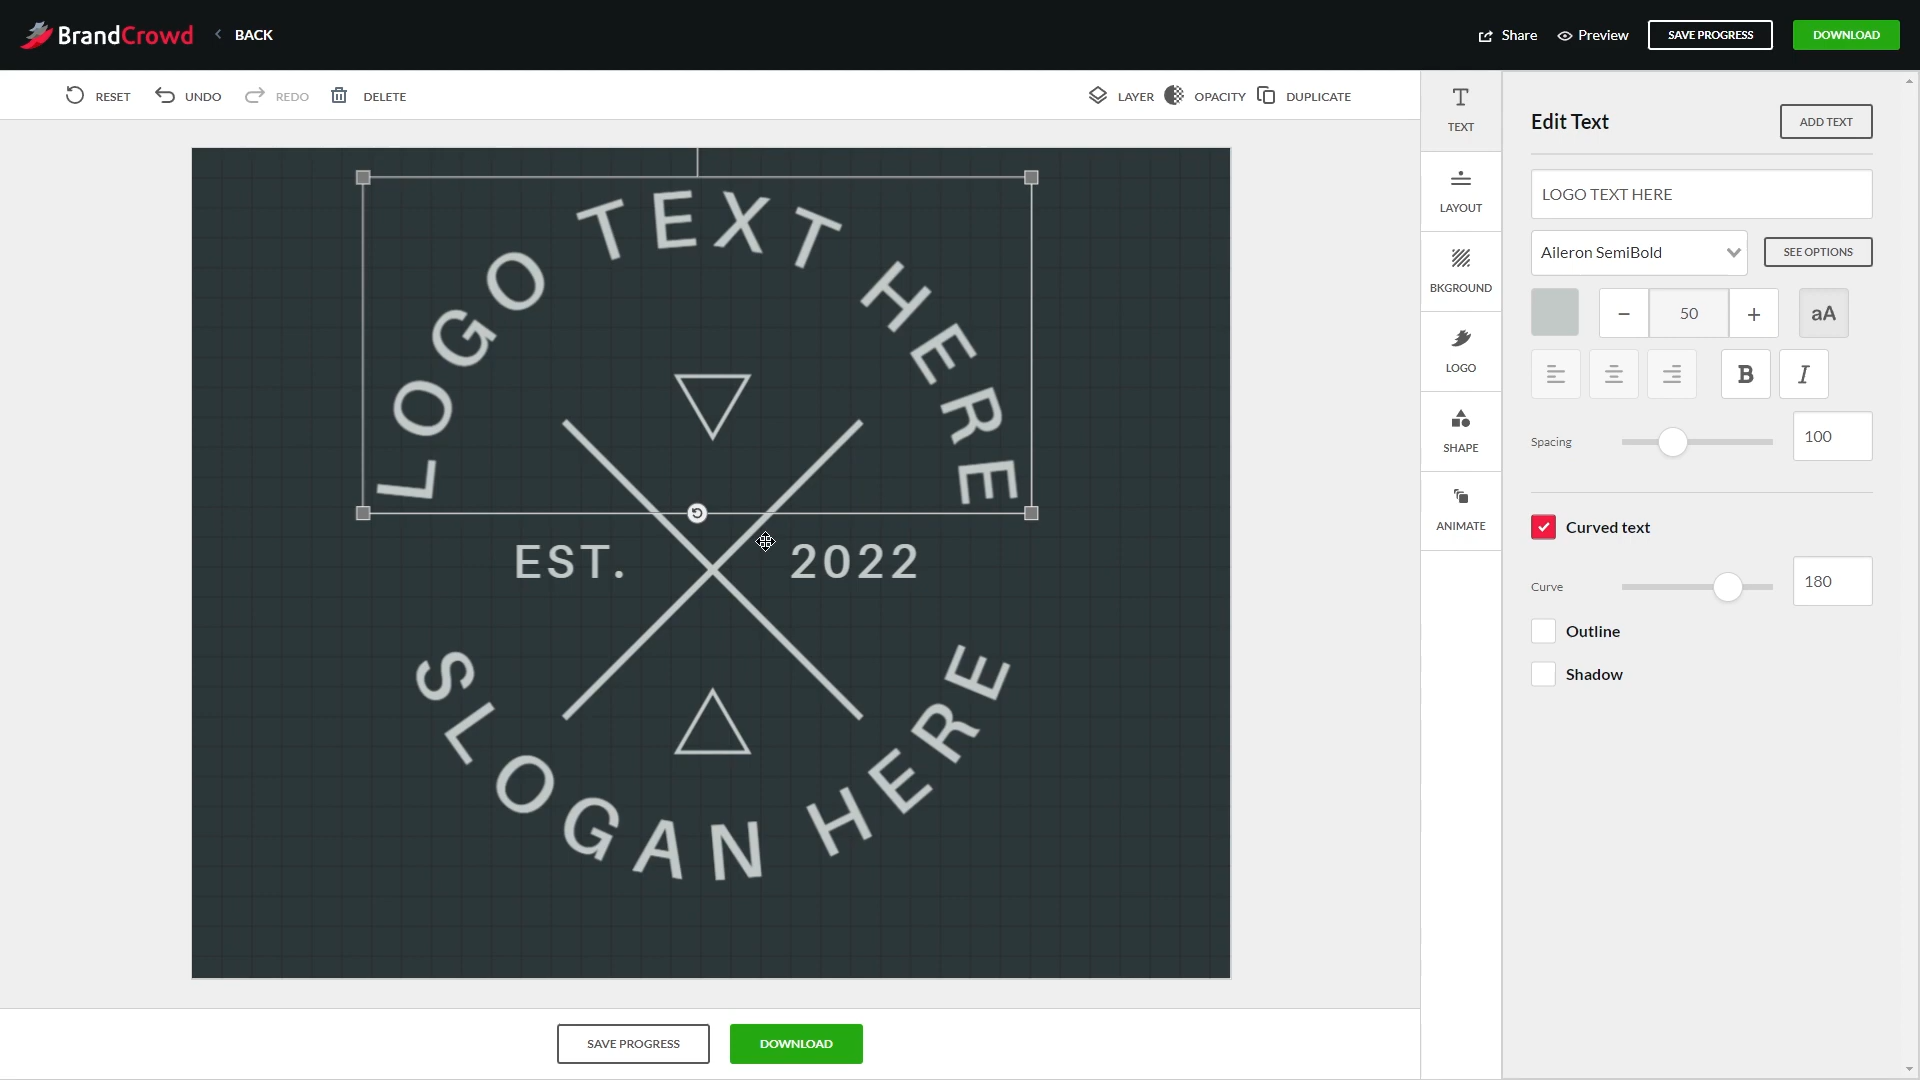 BrandCrowd
BACK
Share
Preview
SAVE PROGRESS
DOWNLOAD
RESET
UNDO
REDO
DELETE
LAYER
OPACITY
DUPLICATE
LOGO TEXT HERE
EST.
2022
SLOGAN HERE
SAVE PROGRESS
DOWNLOAD
TEXT
LAYOUT
BKGROUND
LOGO
SHAPE
ANIMATE
Edit Text
ADD TEXT
LOGO TEXT HERE
Aileron SemiBold
SEE OPTIONS
− 50 + aA
B I
Spacing
100
Curved text
Curve
180
Outline
Shadow